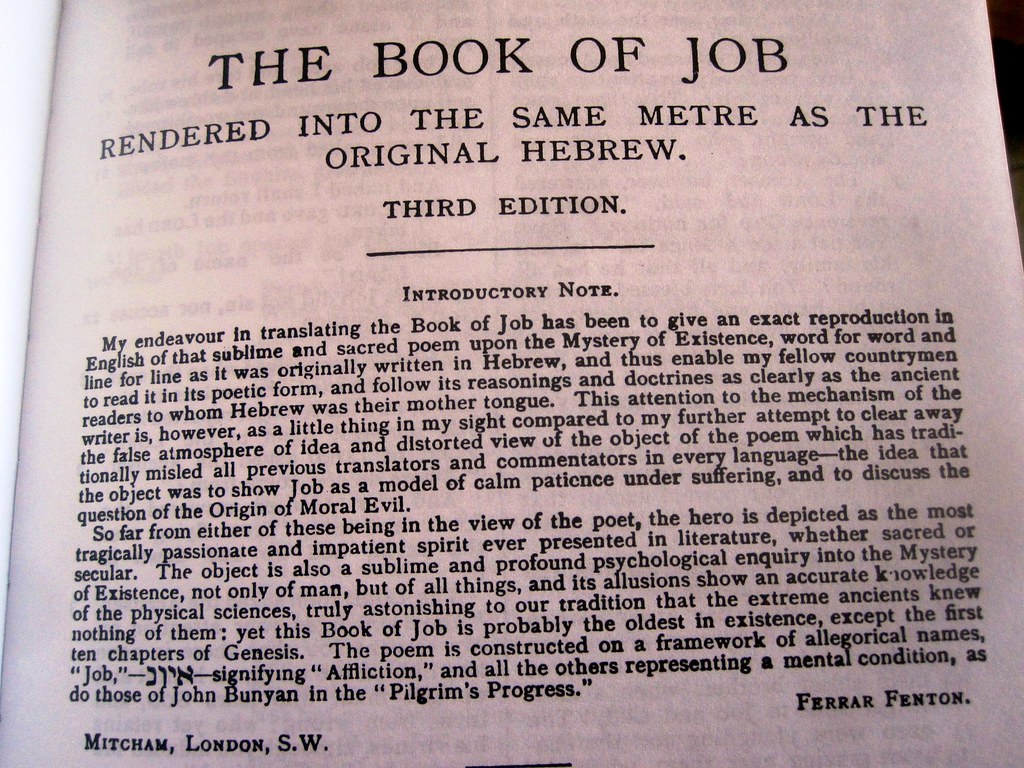 THE BOOK OF JOB
RENDERED INTO THE SAME METRE AS THE
ORIGINAL HEBREW.
THIRD EDITION.
INTRODUCTORY NOTE.
My endeavour in translating the Book of Job has been to give an exact reproduction in
English of that sublime and sacred poem upon the Mystery of Existence, word for word and
line for line as it was originally written in Hebrew, and thus enable my fellow countrymen
to read it in its poetic form, and follow its reasonings and doctrines as clearly as the ancient
readers to whom Hebrew was their mother tongue. This attention to the mechanism of the
writer is, however, as a little thing in my sight compared to my further attempt to clear away
the false atmosphere of idea and distorted view of the object of the poem which has tradi-
tionally misled all previous translators and commentators in every language—the idea that
the object was to show Job as a model of calm patience under suffering, and to discuss the
question of the Origin of Moral Evil.
So far from either of these being in the view of the poet, the hero is depicted as the most
tragically passionate and impatient spirit ever presented in literature, whether sacred or
secular. The object is also a sublime and profound psychological enquiry into the Mystery
of Existence, not only of man, but of all things, and its allusions show an accurate knowledge
of the physical sciences, truly astonishing to our tradition that the extreme ancients knew
nothing of them: yet this Book of Job is probably the oldest in existence, except the first
ten chapters of Genesis. The poem is constructed on a framework of allegorical names,
"Job,"—איוב—signifying "Affliction," and all the others representing a mental condition, as
do those of John Bunyan in the "Pilgrim's Progress."
FERRAR FENTON.
MITCHAM, LONDON, S.W.